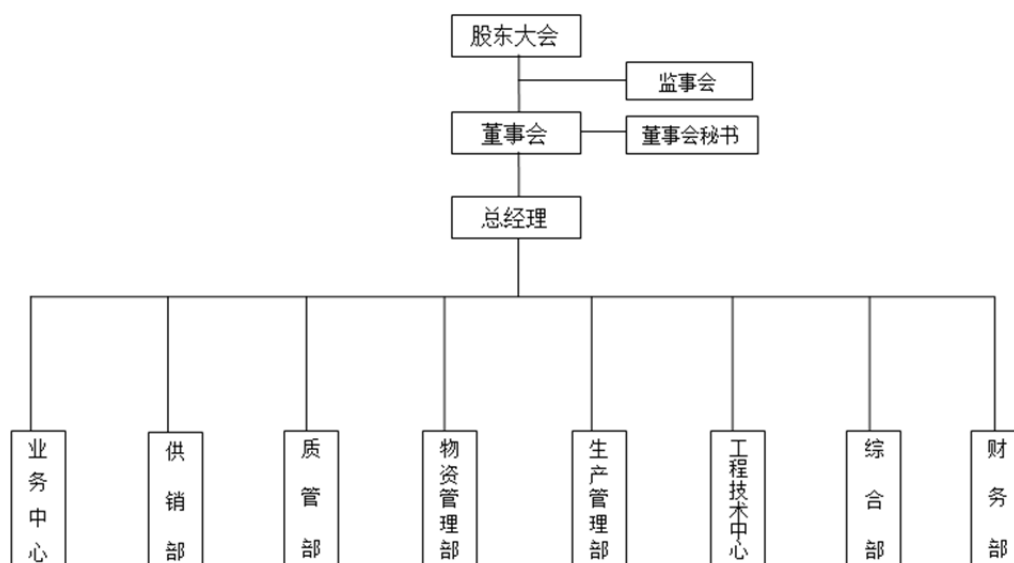 股东大会
监事会
董事会
董事会秘书
总经理
业务中心
供销部
质管部
物资管理部
生产管理部
工程技术中心
综合部
财务部